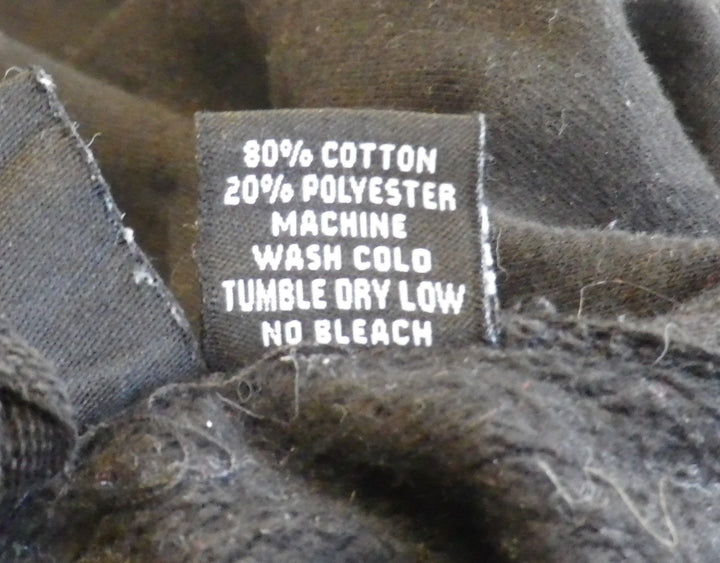 80% COTTON
20% POLYESTER
MACHINE
WASH COLD
TUMBLE DRY LOW
NO BLEACH